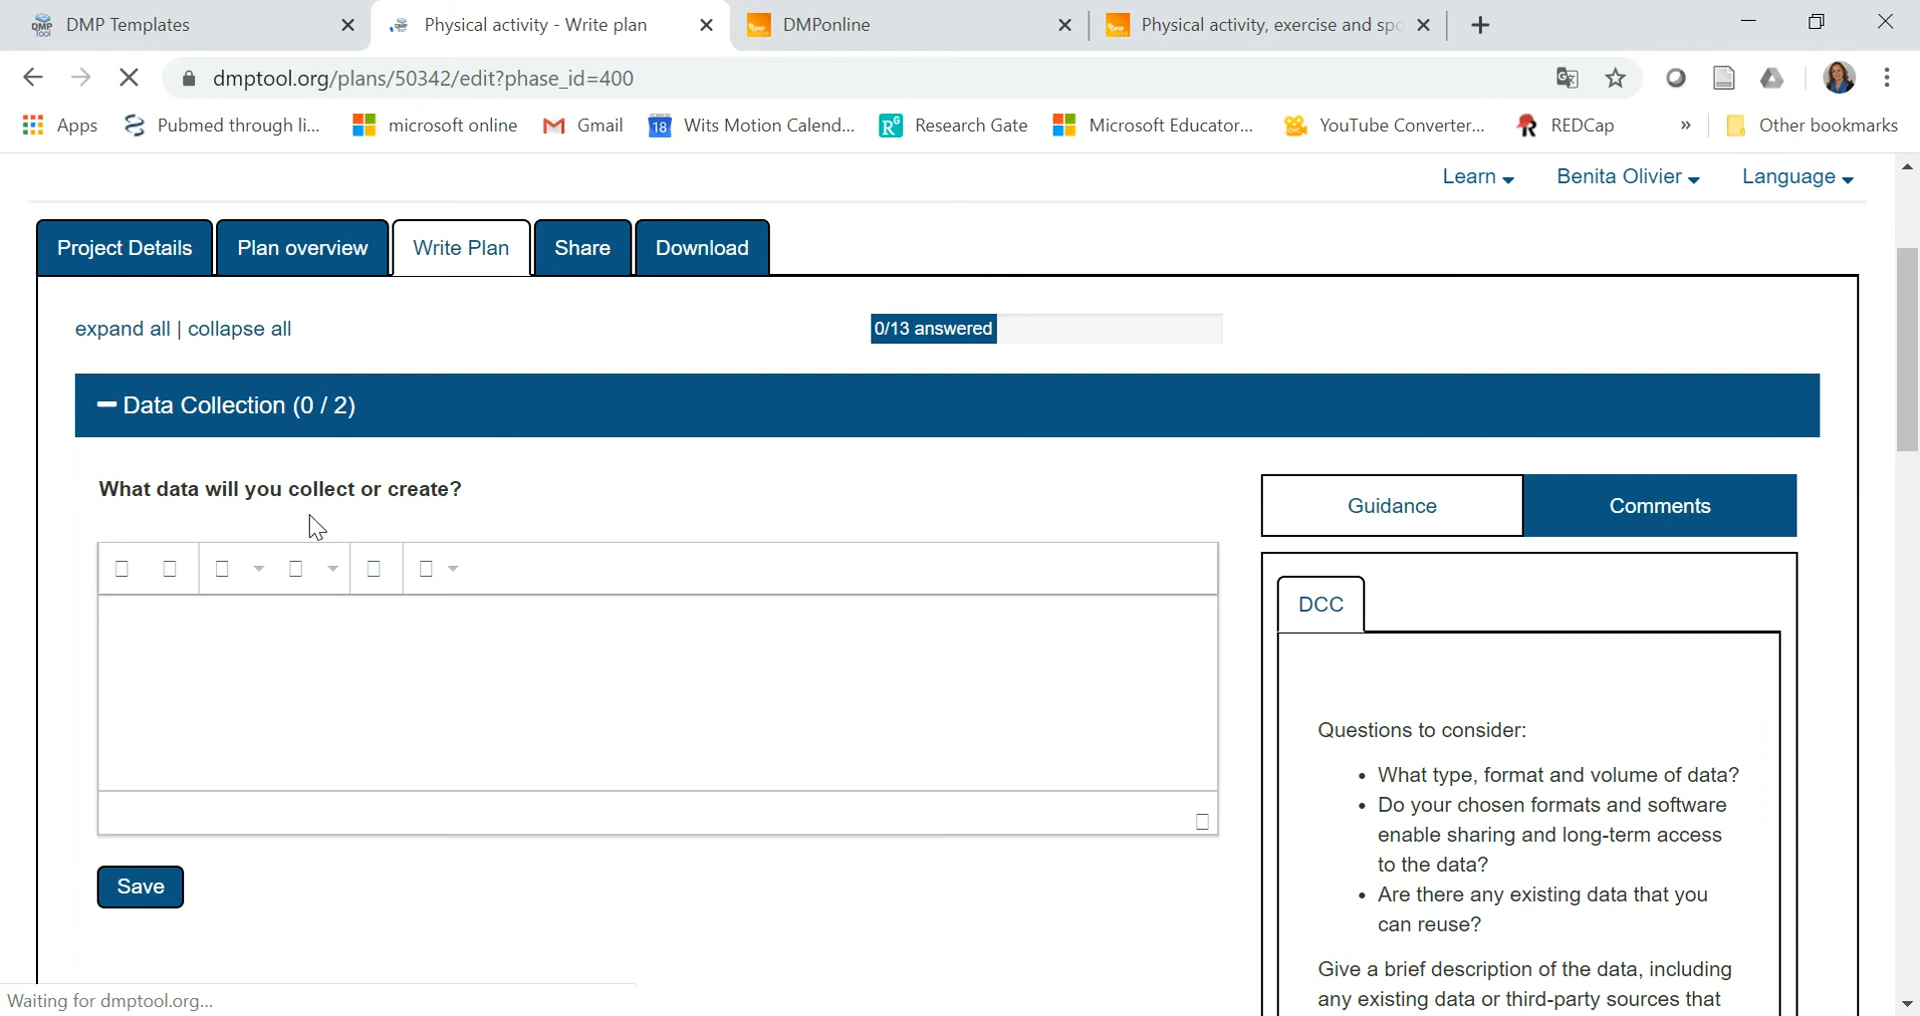 DMP Templates
Physical activity - Write plan
DMPonline
Physical activity, exercise and spo
dmptool.org/plans/50342/edit?phase_id=400
Apps
Pubmed through li...
microsoft online
Gmail
18
Wits Motion Calend...
Research Gate
Microsoft Educator...
YouTube Converter...
REDCap
»
Other bookmarks
Learn
Benita Olivier
Language
Project Details
Plan overview
Write Plan
Share
Download
expand all | collapse all
0/13 answered
Data Collection (0 / 2)
What data will you collect or create?
Guidance
Comments
DCC
Questions to consider:
• What type, format and volume of data?
• Do your chosen formats and software
enable sharing and long-term access
to the data?
• Are there any existing data that you
can reuse?
Give a brief description of the data, including
any existing data or third-party sources that
Save
Waiting for dmptool.org...